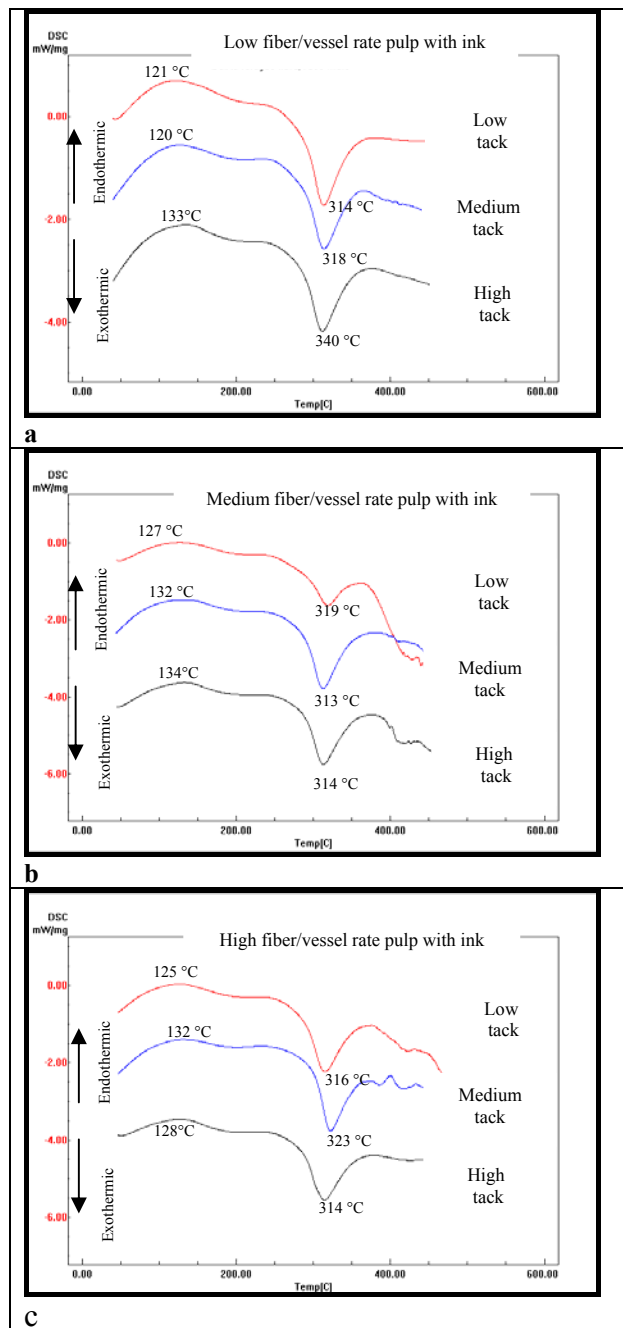 DSC
mW/mg
Low fiber/vessel rate pulp with ink
121 °C
0.00
Low
tack
Endothermic
120 °C
314 °C
-2.00
Medium
tack
133°C
318 °C
Exothermic
High
tack
-4.00
340 °C
0.00
200.00
400.00
600.00
Temp[C]
a
DSC
mW/mg
Medium fiber/vessel rate pulp with ink
127 °C
0.00
Low
tack
Endothermic
132 °C
319 °C
-2.00
Medium
tack
134°C
313 °C
-4.00
Exothermic
High
tack
314 °C
-6.00
0.00
200.00
400.00
600.00
Temp[C]
b
DSC
mW/mg
High fiber/vessel rate pulp with ink
125 °C
0.00
Low
tack
Endothermic
132 °C
316 °C
-2.00
Medium
tack
323 °C
-4.00
128°C
High
tack
Exothermic
314 °C
-6.00
0.00
200.00
400.00
600.00
Temp[C]
c